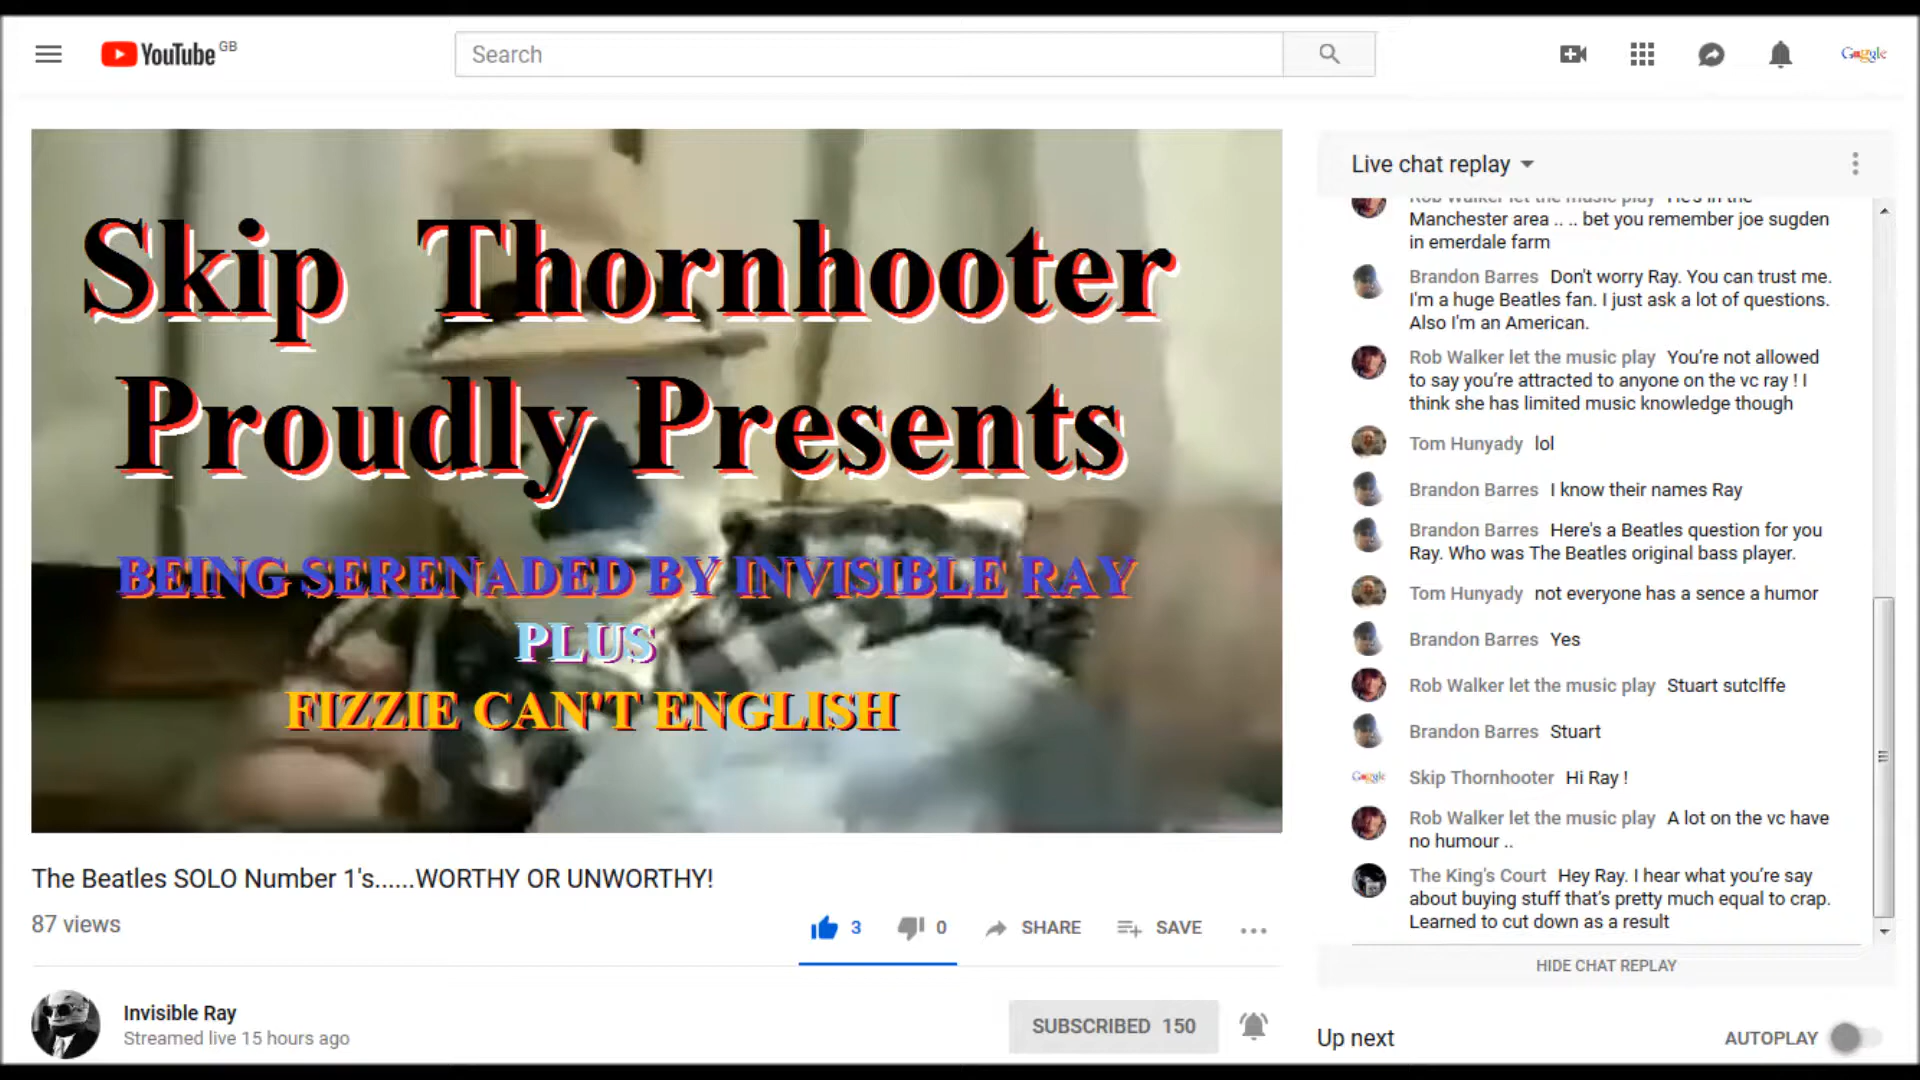 YouTube GB
Search
Goggle
Skip Thornhooter
Proudly Presents
BEING SERENADED BY INVISIBLE RAY
PLUS
FIZZIE CAN'T ENGLISH
The Beatles SOLO Number 1's......WORTHY OR UNWORTHY!
87 views
3
0
SHARE
SAVE
Invisible Ray
Streamed live 15 hours ago
SUBSCRIBED 150
Live chat replay
Rob Walker let the music play He's in the
Manchester area .. .. bet you remember joe sugden
in emerdale farm
Brandon Barres Don't worry Ray. You can trust me.
I'm a huge Beatles fan. I just ask a lot of questions.
Also I'm an American.
Rob Walker let the music play You're not allowed
to say you're attracted to anyone on the vc ray ! I
think she has limited music knowledge though
Tom Hunyady lol
Brandon Barres I know their names Ray
Brandon Barres Here's a Beatles question for you
Ray. Who was The Beatles original bass player.
Tom Hunyady not everyone has a sence a humor
Brandon Barres Yes
Rob Walker let the music play Stuart sutclffe
Brandon Barres Stuart
Goggle
Skip Thornhooter Hi Ray !
Rob Walker let the music play A lot on the vc have
no humour ..
The King's Court Hey Ray. I hear what you're say
about buying stuff that's pretty much equal to crap.
Learned to cut down as a result
HIDE CHAT REPLAY
Up next
AUTOPLAY